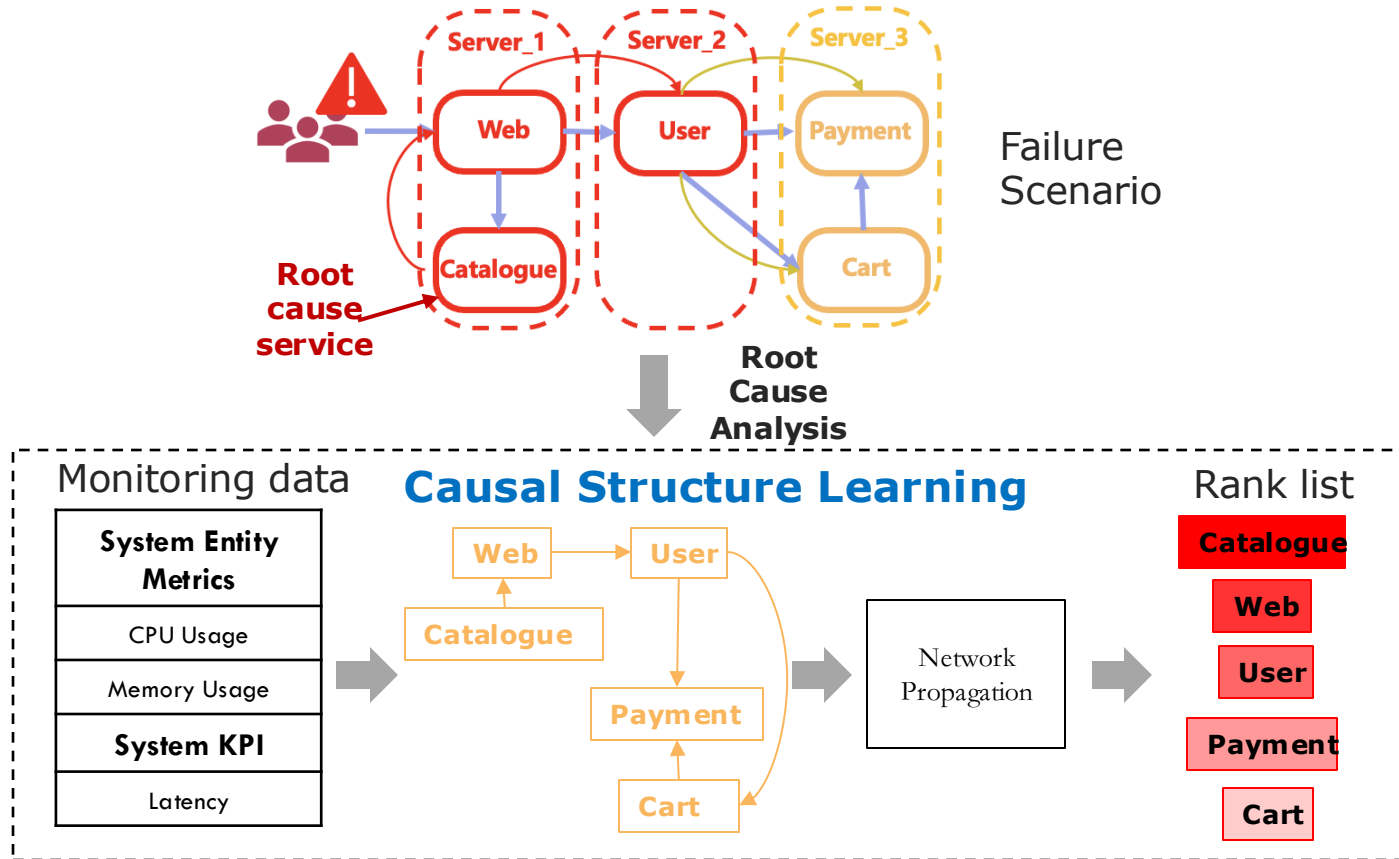 Server_1
Server_2
Server_3
Web
User
Payment
Catalogue
Cart
Failure
Scenario
Root
cause
service
Root
Cause
Analysis
Monitoring data
Causal Structure Learning
Rank list
System Entity
Metrics
CPU Usage
Memory Usage
System KPI
Latency
Web
User
Catalogue
Payment
Cart
Network
Propagation
Catalogue
Web
User
Payment
Cart